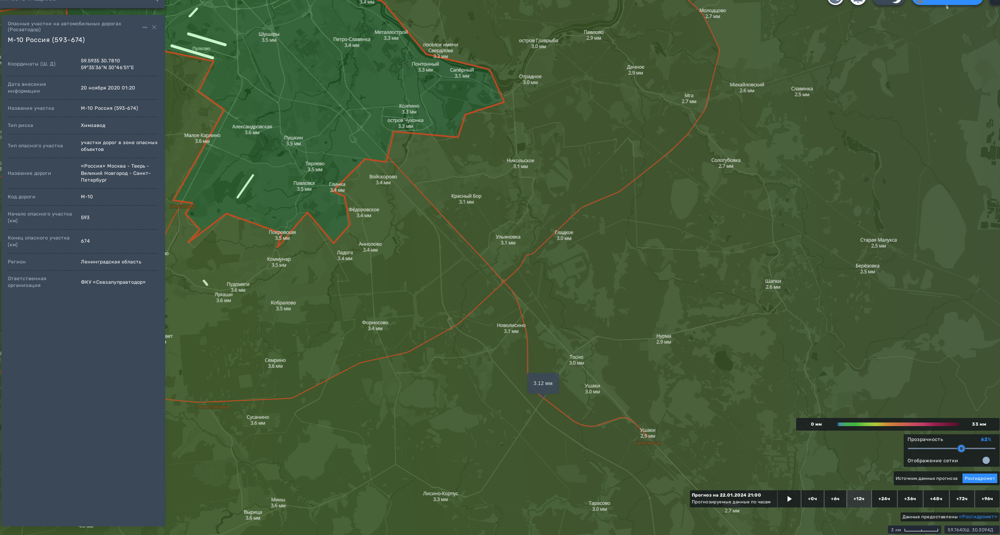 Опасные участки на автомобильных дорогах
(Росавтодор)
М-10 Россия (593-674)
Координаты (Ш, Д)
59.5935 30.7810
59°35'36"N 30°46'51"E
Дата внесения
информации
20 ноября 2020 01:20
Название участка
М-10 Россия (593-674)
Тип риска
Химзавод
Тип опасного участка
участки дорог в зоне опасных
объектов
Название дороги
«Россия» Москва - Тверь -
Великий Новгород - Санкт-
Петербург
Код дороги
М-10
Начало опасного участка
(км)
593
Конец опасного участка
(км)
674
Регион
Ленинградская область
Ответственная
организация
ФКУ «Севзапуправтодор»
3.4 мм
Молодцово
2.7 мм
Шушары
3.5 мм
Петро-Славянка
3.4 мм
Металлострой
3.3 мм
Павлово
2.9 мм
остров Главрыба
3.0 мм
посёлок имени
Свердлова
3.3 мм
Пулково
Понтонный
3.3 мм
Сапёрный
3.1 мм
Отрадное
3.0 мм
Дачное
2.9 мм
Михайловский
2.6 мм
Славянка
2.5 мм
Мга
2.7 мм
Колпино
3.3 мм
остров Чухонка
3.3 мм
Александровская
3.6 мм
Малое Карлино
3.6 мм
Пушкин
3.5 мм
Тярлево
3.5 мм
Никольское
3.1 мм
Сологубовка
2.7 мм
Войскорово
3.4 мм
Павловск
3.5 мм
Глинка
3.4 мм
Красный Бор
3.1 мм
ХИМЗАВОД
Фёдоровское
3.4 мм
Покровская
3.5 мм
Ульяновка
3.1 мм
Гладкое
3.0 мм
Старая Малукса
2.5 мм
Аннолово
3.4 мм
Ладога
3.4 мм
Коммунар
3.5 мм
Берёзовка
2.5 мм
Шапки
2.6 мм
Пудомяги
3.6 мм
Лукаши
3.6 мм
Кобралово
3.5 мм
Форносово
3.4 мм
Новолисино
3.1 мм
Нурма
2.9 мм
Семрино
3.6 мм
Тосно
3.0 мм
3.12 мм
Ушаки
3.0 мм
ЗАТОПЛЯЕМАЯ
Сусанино
3.6 мм
Ушаки
2.9 мм
ХИМЗАВОД
Лисино-Корпус
3.3 мм
Мины
3.6 мм
Вырица
3.6 мм
Тарасово
3.0 мм
2.7 мм
0 мм
33 мм
Прозрачность
62%
Отображение сетки
Источник данных прогноза
Росгидромет
Прогноз на 22.01.2024 21:00
Прогнозируемые данные по часам
+0ч
+6ч
+12ч
+24ч
+36ч
+48ч
+72ч
+96ч
Данные предоставлены «Росгидромет»
3 км
59.7640Ш, 30.3094Д